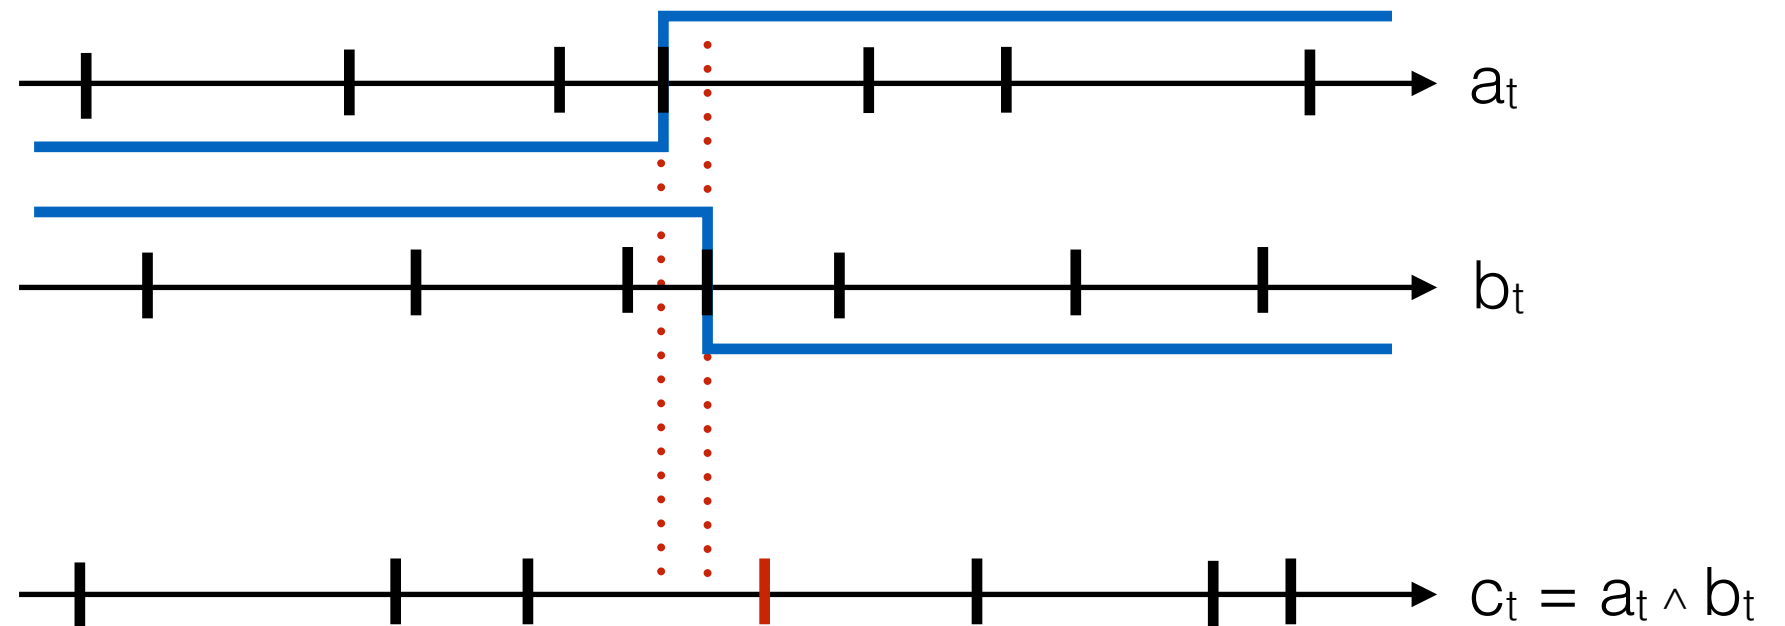 aₜ
bₜ
cₜ = aₜ ∧ bₜ